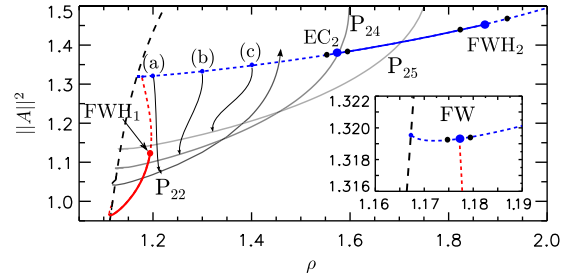 ||A||²
1.5
1.4
1.3
1.2
1.1
1.0
(a)
(b)
(c)
EC₂
P₂₄
FWH₂
P₂₅
FWH₁
P₂₂
1.322
FW
1.320
1.318
1.316
1.16
1.17
1.18
1.19
1.2
1.4
1.6
1.8
2.0
ρ